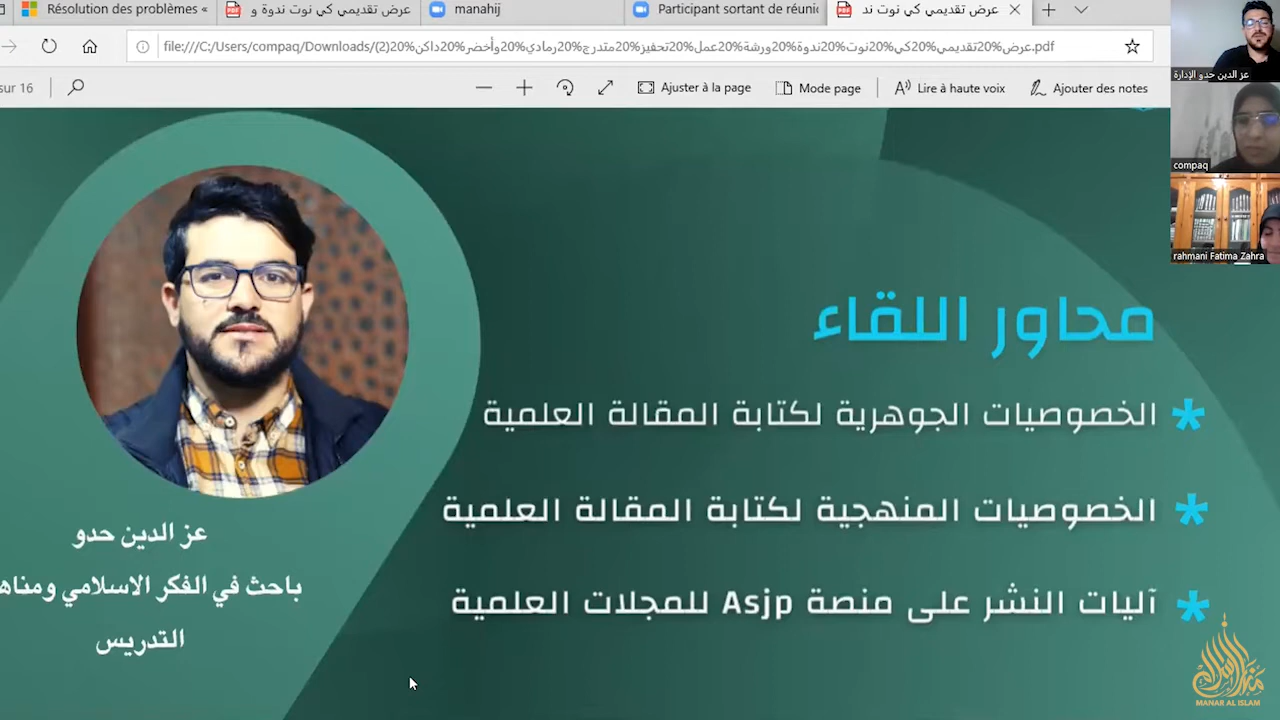 Résolution des problèmes «
عرض تقديمي كي نوت ندوة و
manahij
Participant sortant de réunio
عرض تقديمي كي نوت ند
file:///C:/Users/compaq/Downloads/(2)%20عرض%20تقديمي%20كي%20نوت%20ندوة%20ورشة%20عمل%20تحفيز%20متدرج%20رمادي%20وأخضر%20داكن.pdf
sur 16
Ajuster à la page
Mode page
Lire à haute voix
Ajouter des notes
عز الدين حدو الإدارة
compaq
rahmani Fatima Zahra
محاور اللقاء
* الخصوصيات الجوهرية لكتابة المقالة العلمية
* الخصوصيات المنهجية لكتابة المقالة العلمية
* آليات النشر على منصة Asjp للمجلات العلمية
عز الدين حدو
باحث في الفكر الاسلامي ومناه
التدريس
MANAR AL ISLAM